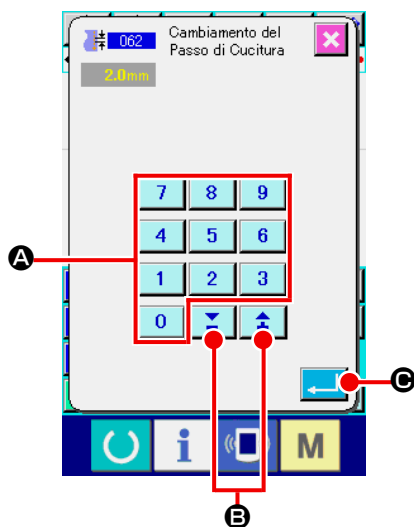 062
Cambiamento del
Passo di Cucitura
2.0mm
7 8 9
4 5 6
A
1 2 3
0
C
i
M
B